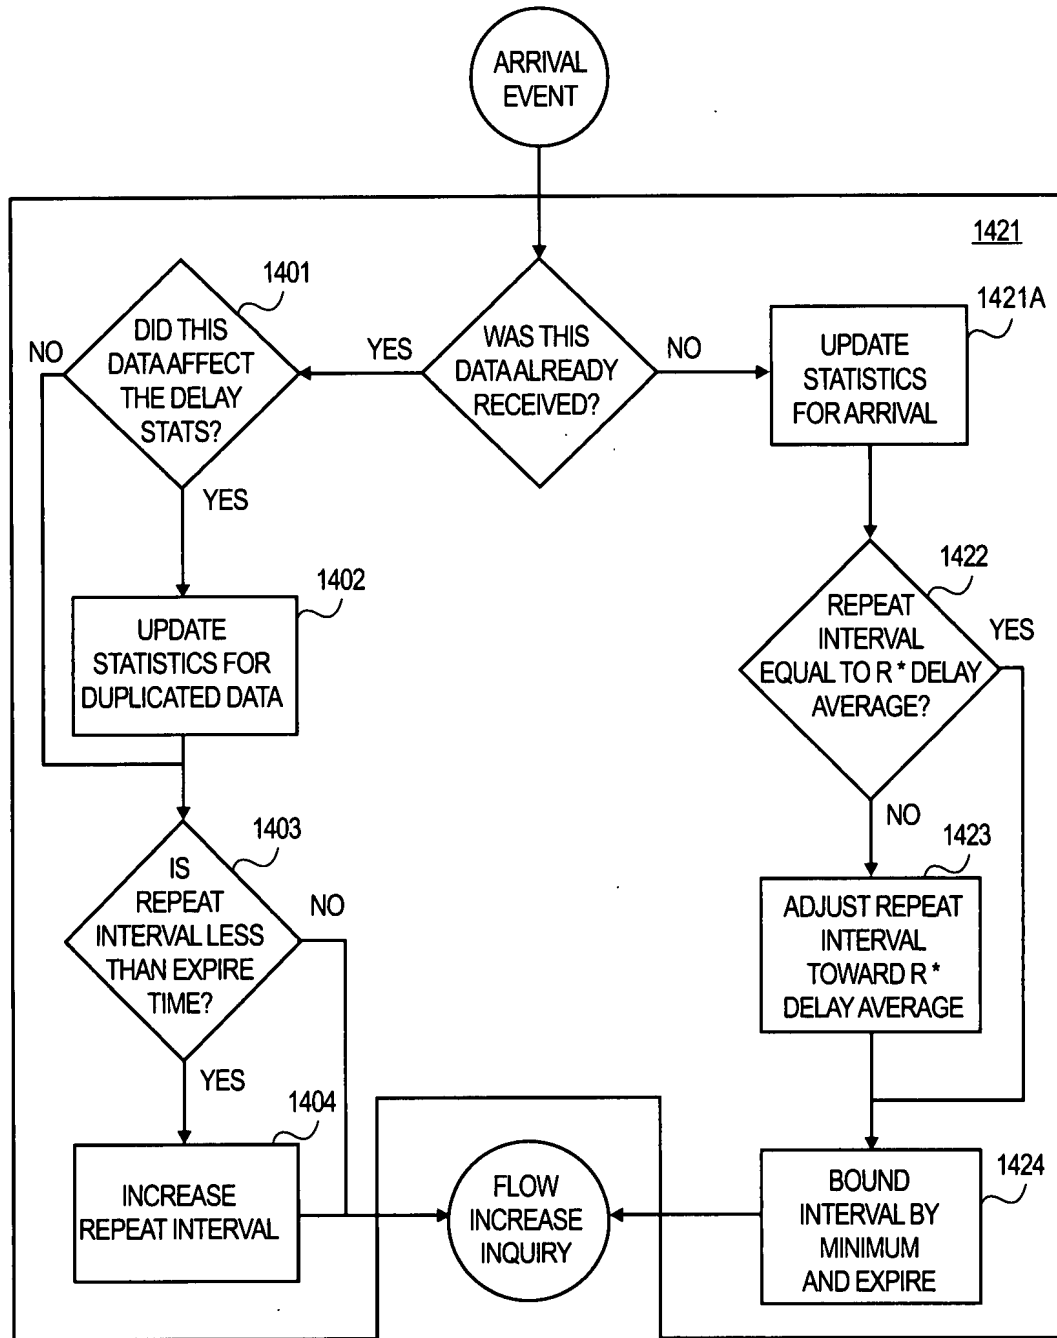 ARRIVAL
EVENT
1421
1401
DID THIS
DATA AFFECT
THE DELAY
STATS?
NO
YES
YES
WAS THIS
DATA ALREADY
RECEIVED?
NO
1421A
UPDATE
STATISTICS
FOR ARRIVAL
1402
UPDATE
STATISTICS FOR
DUPLICATED DATA
1422
REPEAT
INTERVAL
EQUAL TO R * DELAY
AVERAGE?
YES
NO
1403
IS
REPEAT
INTERVAL LESS
THAN EXPIRE
TIME?
NO
YES
1423
ADJUST REPEAT
INTERVAL
TOWARD R *
DELAY AVERAGE
1404
INCREASE
REPEAT INTERVAL
FLOW
INCREASE
INQUIRY
1424
BOUND
INTERVAL BY
MINIMUM
AND EXPIRE